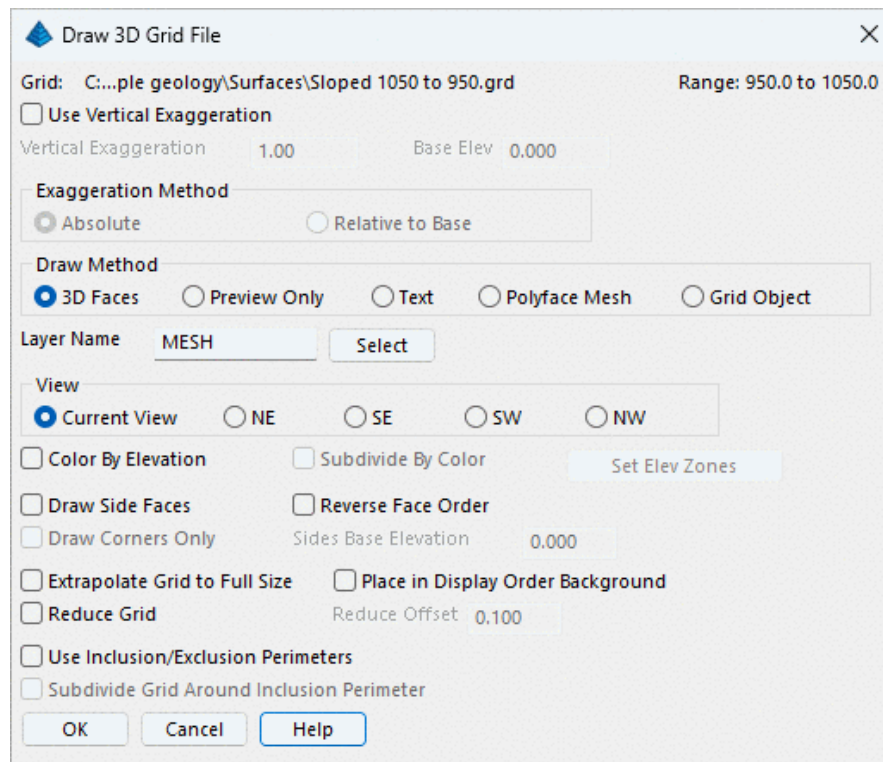 Draw 3D Grid File
Grid: C:...ple geology\Surfaces\Sloped 1050 to 950.grd Range: 950.0 to 1050.0
Use Vertical Exaggeration
Vertical Exaggeration 1.00 Base Elev 0.000
Exaggeration Method
Absolute Relative to Base
Draw Method
3D Faces Preview Only Text Polyface Mesh Grid Object
Layer Name MESH Select
View
Current View NE SE SW NW
Color By Elevation Subdivide By Color Set Elev Zones
Draw Side Faces Reverse Face Order
Draw Corners Only Sides Base Elevation 0.000
Extrapolate Grid to Full Size Place in Display Order Background
Reduce Grid Reduce Offset 0.100
Use Inclusion/Exclusion Perimeters
Subdivide Grid Around Inclusion Perimeter
OK Cancel Help